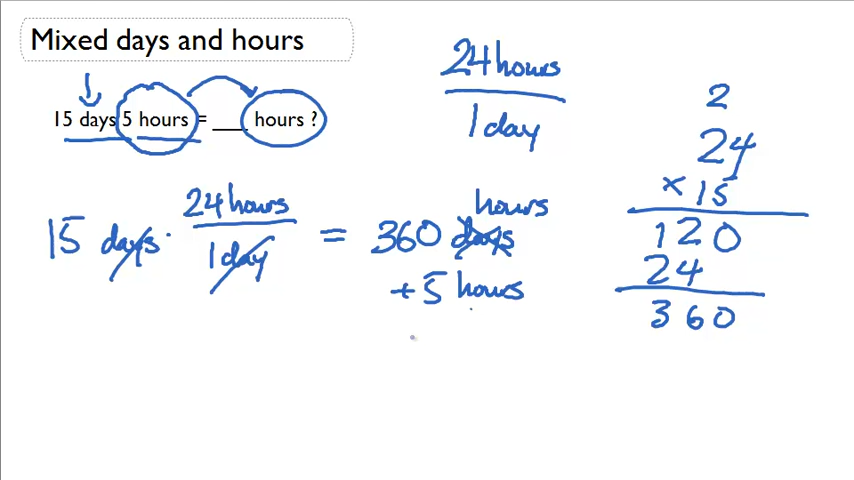 Mixed days and hours
15 days 5 hours = ___ hours ?
24 hours
1 day
15 days · 24 hours
1 day
= 360 days hours
+ 5 hours
2
24
× 15
120
24
360